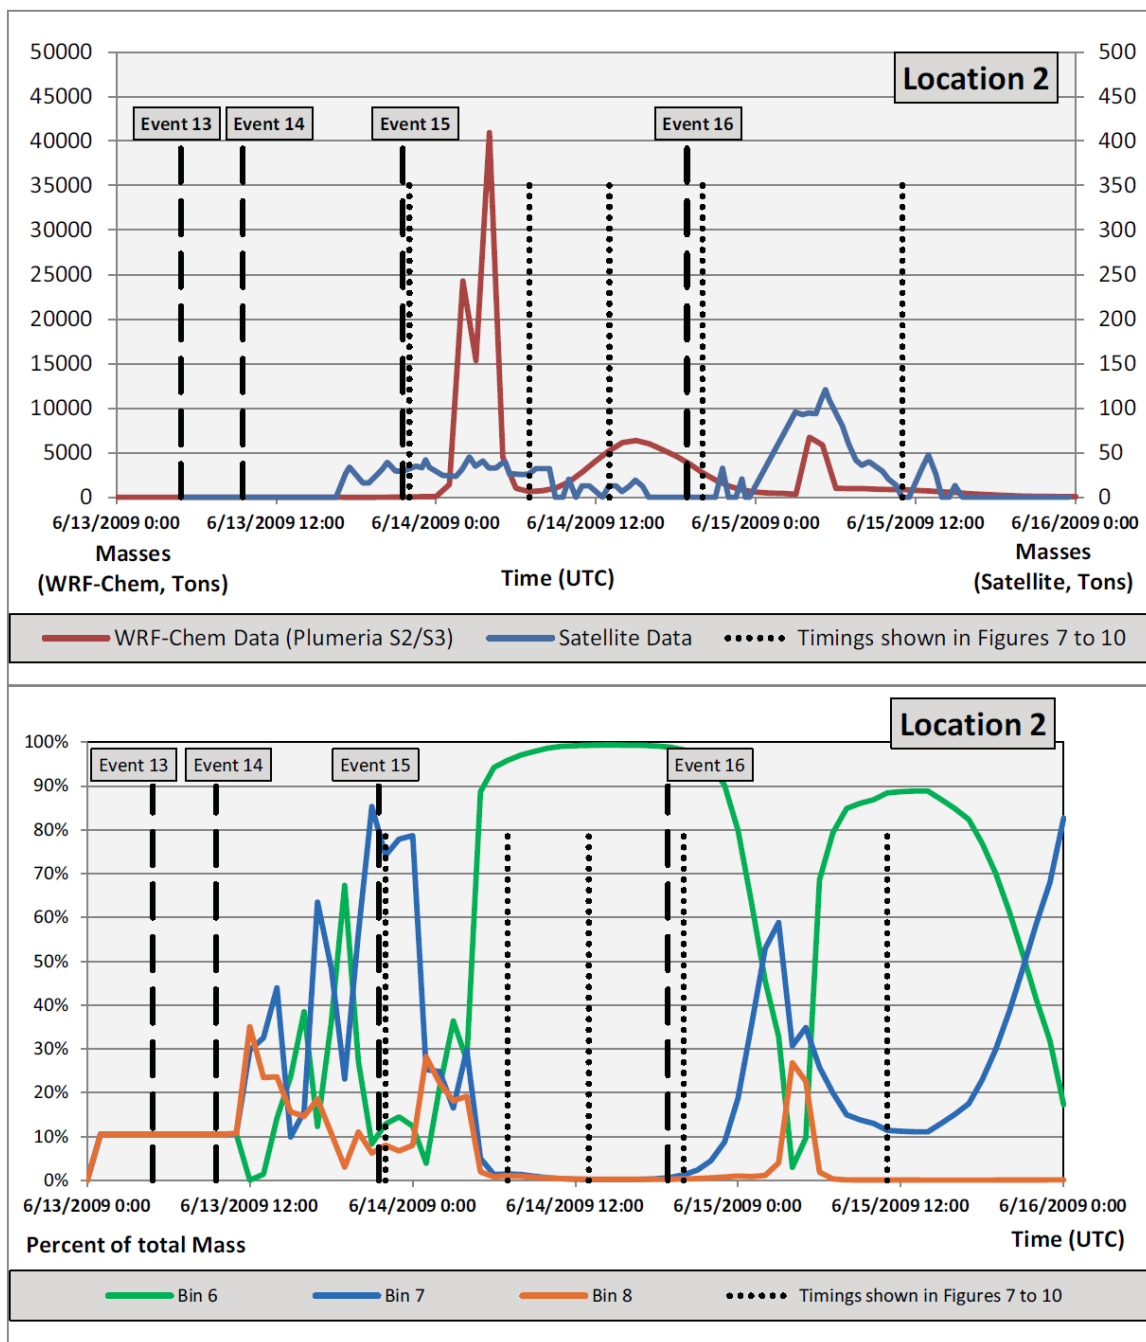 Location 2
50000
45000
40000
35000
30000
25000
20000
15000
10000
5000
0
500
450
400
350
300
250
200
150
100
50
0
Event 13 Event 14 Event 15 Event 16
6/13/2009 0:00 6/13/2009 12:00 6/14/2009 0:00 6/14/2009 12:00 6/15/2009 0:00 6/15/2009 12:00 6/16/2009 0:00
Masses
(WRF-Chem, Tons)
Time (UTC)
Masses
(Satellite, Tons)
WRF-Chem Data (Plumeria S2/S3) Satellite Data Timings shown in Figures 7 to 10
Location 2
100%
90%
80%
70%
60%
50%
40%
30%
20%
10%
0%
Event 13 Event 14 Event 15 Event 16
6/13/2009 0:00 6/13/2009 12:00 6/14/2009 0:00 6/14/2009 12:00 6/15/2009 0:00 6/15/2009 12:00 6/16/2009 0:00
Percent of total Mass
Time (UTC)
Bin 6 Bin 7 Bin 8 Timings shown in Figures 7 to 10